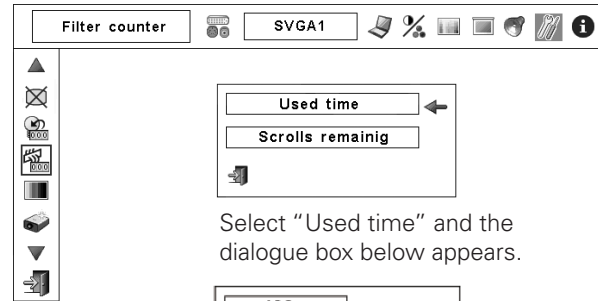 Filter counter
SVGA1
Used time
Scrolls remainig
Select “Used time” and the
dialogue box below appears.